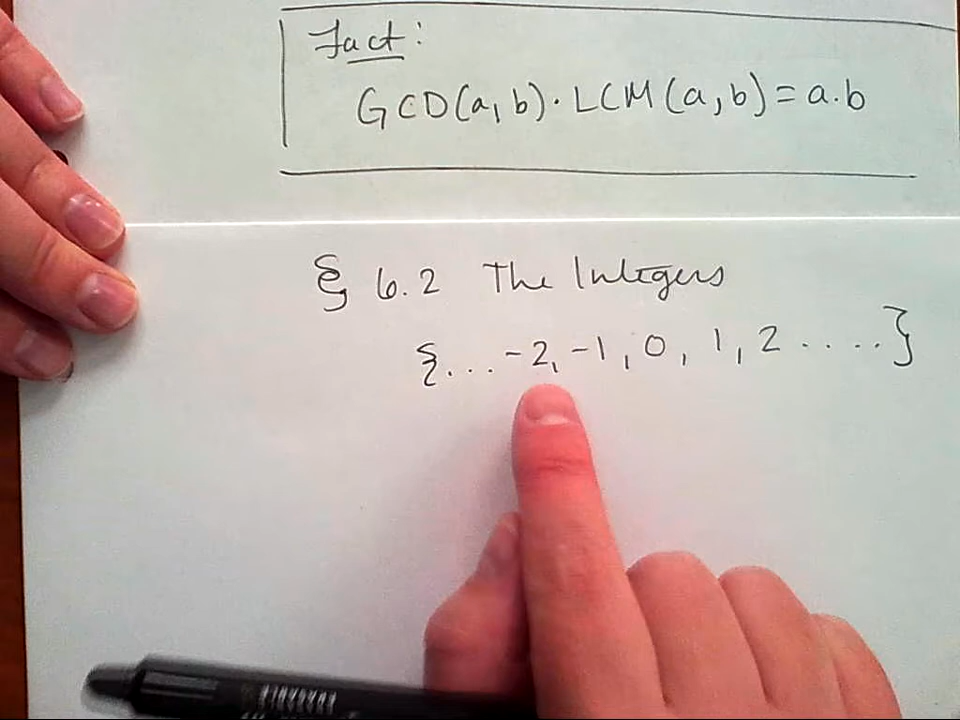 Fact:
GCD(a,b)·LCM(a,b)=a.b
§ 6.2 The Integers
{... -2, -1, 0, 1, 2 .....}